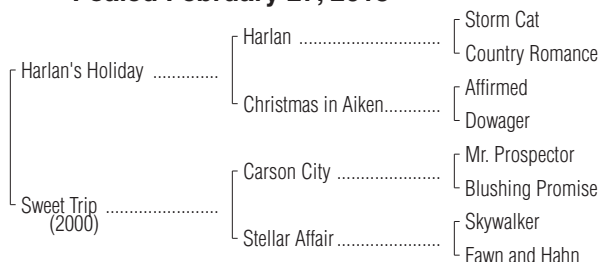 Foaled February
Storm Cat
Harlan ..............................
Country Romance
Harlan's Holiday ..............
Affirmed
Christmas in Aiken............
Dowager
Mr. Prospector
Carson City ......................
Blushing Promise
Sweet Trip ........................
(2000)
Skywalker
Stellar Affair......................
Fawn and Hahn